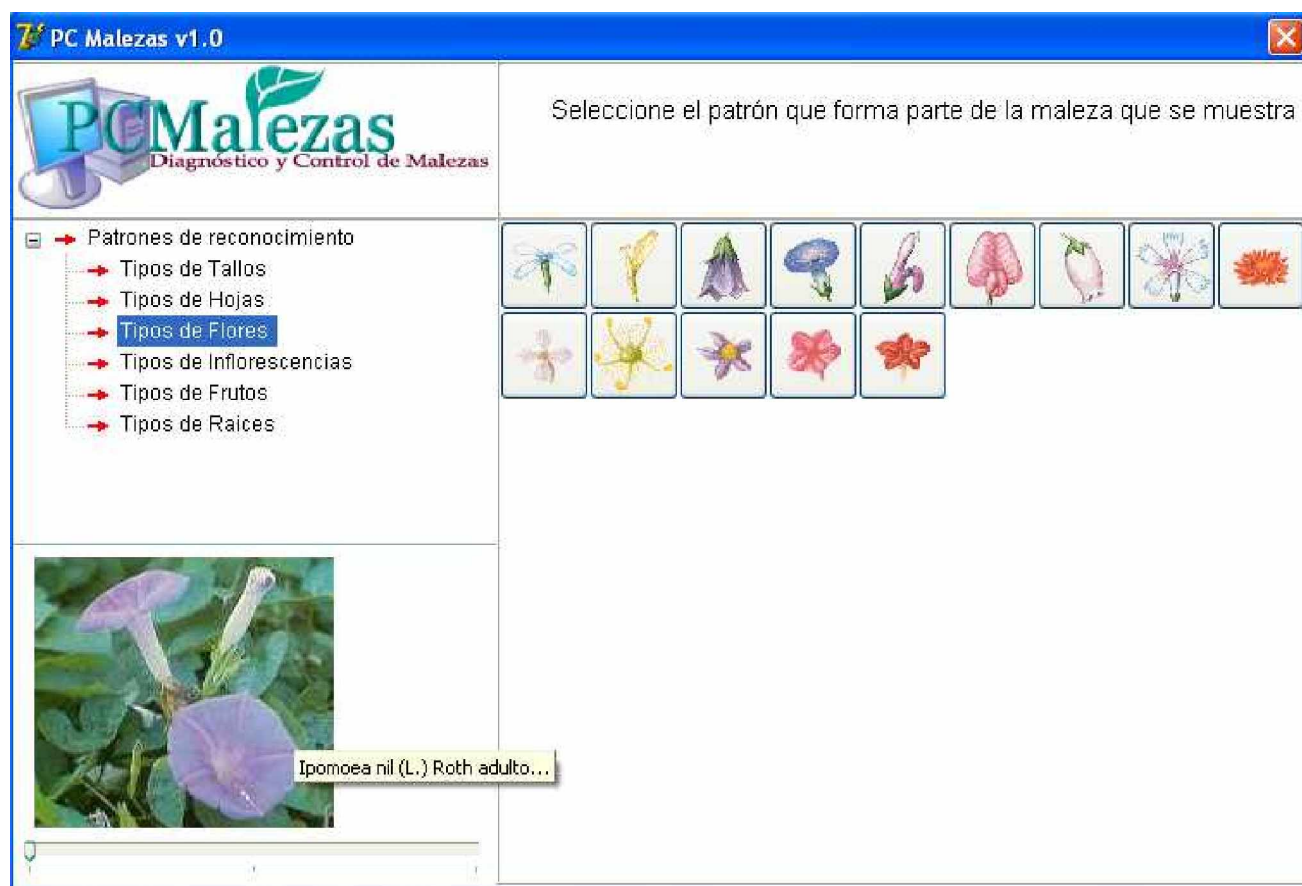 PC Malezas v1.0
PCMalezas
Diagnóstico y Control de Malezas
Seleccione el patrón que forma parte de la maleza que se muestra
Patrones de reconocimiento
Tipos de Tallos
Tipos de Hojas
Tipos de Flores
Tipos de Inflorescencias
Tipos de Frutos
Tipos de Raices
Ipomoea nil (L.) Roth adulto...